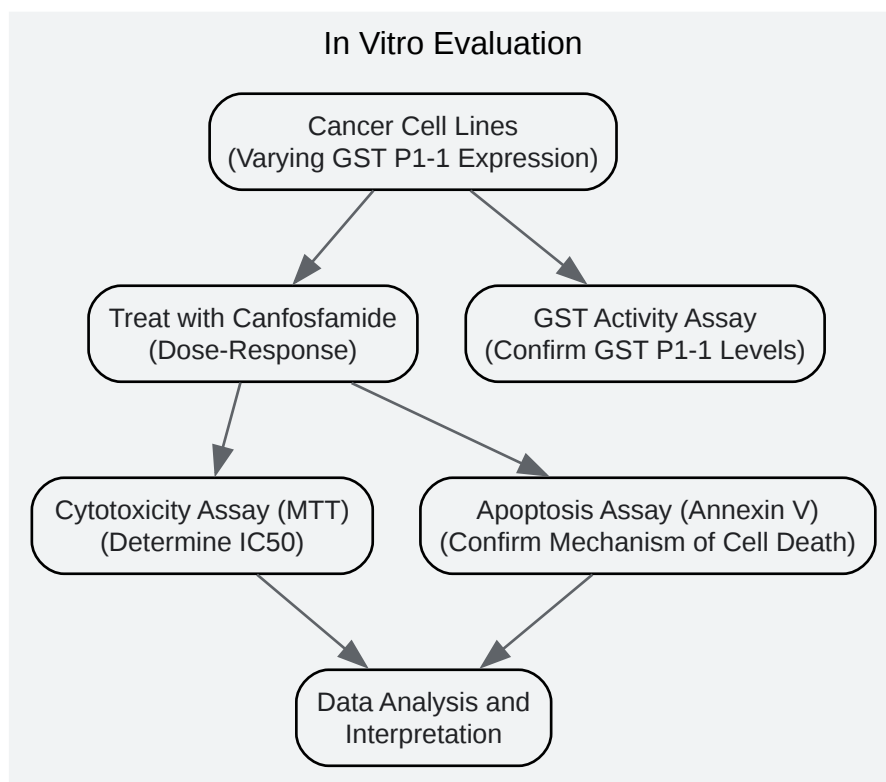 In Vitro Evaluation
Cancer Cell Lines
(Varying GST P1-1 Expression)
Treat with Canfosfamide
(Dose-Response)
GST Activity Assay
(Confirm GST P1-1 Levels)
Cytotoxicity Assay (MTT)
(Determine IC50)
Apoptosis Assay (Annexin V)
(Confirm Mechanism of Cell Death)
Data Analysis and
Interpretation